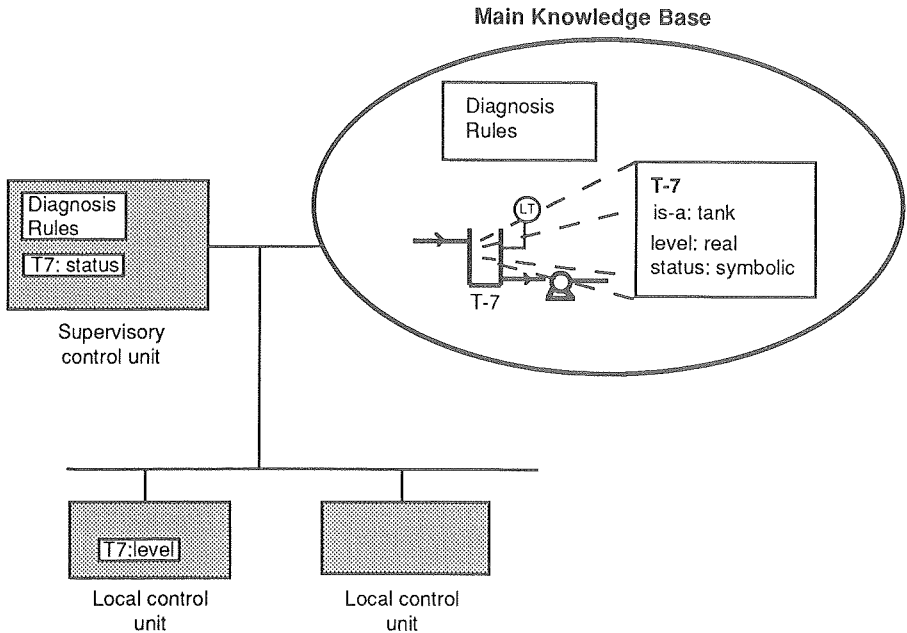 Main Knowledge Base
Diagnosis
Rules
T-7
is-a: tank
level: real
status: symbolic
LT
T-7
Diagnosis
Rules
T7: status
Supervisory
control unit
T7:level
Local control
unit
Local control
unit